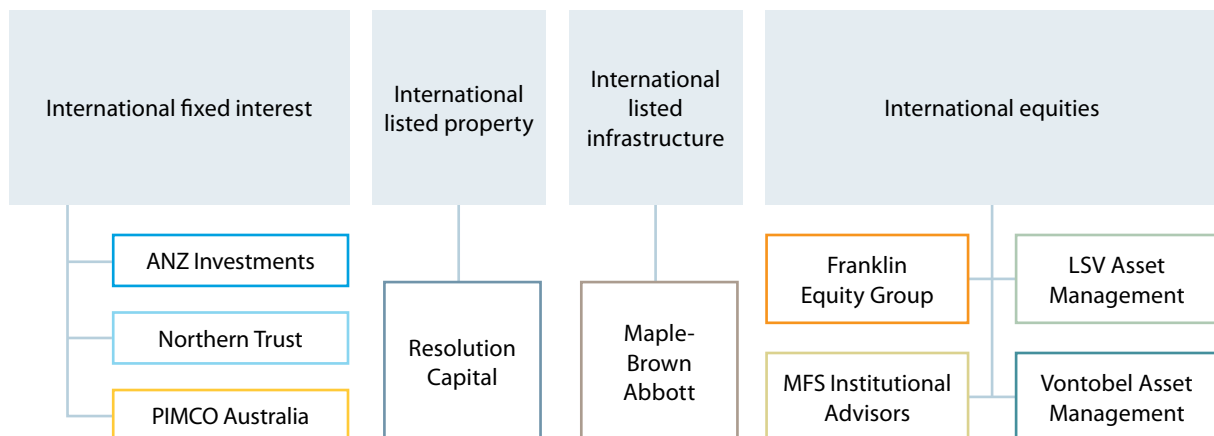 International fixed interest
International
listed property
International
listed
infrastructure
International equities
ANZ Investments
Northern Trust
PIMCO Australia
Resolution
Capital
Maple-
Brown
Abbott
Franklin
Equity Group
LSV Asset
Management
MFS Institutional
Advisors
Vontobel Asset
Management